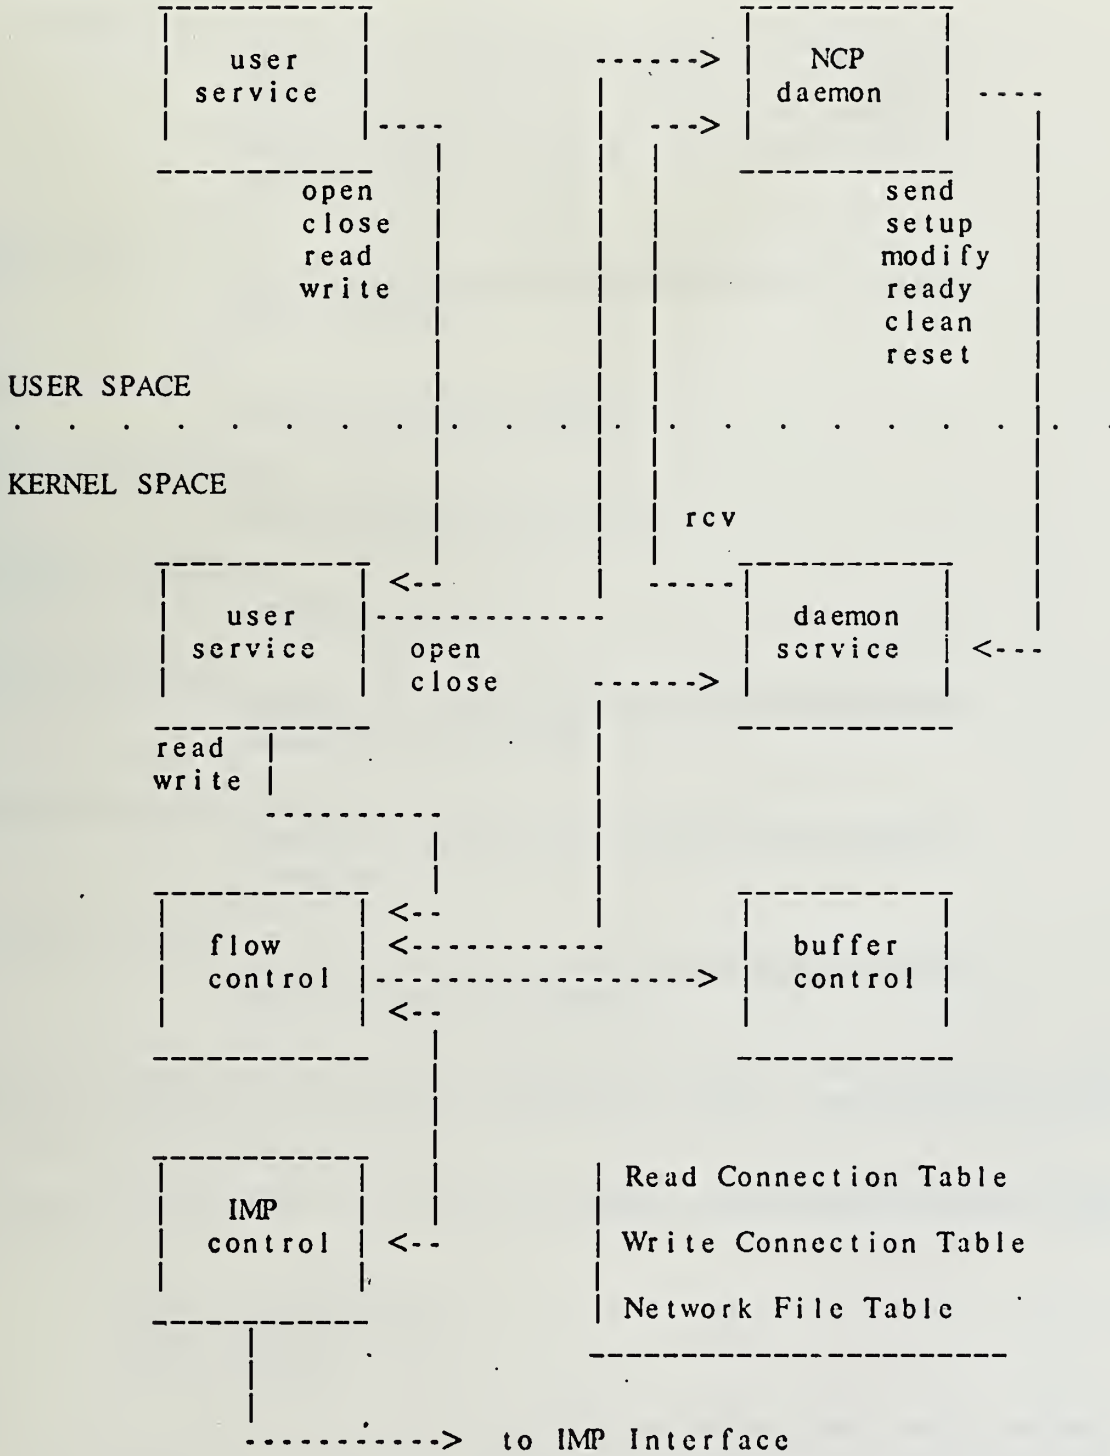 user
service
NCP
daemon
open
close
read
write
send
setup
modify
ready
clean
reset
USER SPACE
KERNEL SPACE
rcv
user
service
open
close
daemon
service
read
write
flow
control
buffer
control
IMP
control
Read Connection Table
Write Connection Table
Network File Table
to IMP Interface